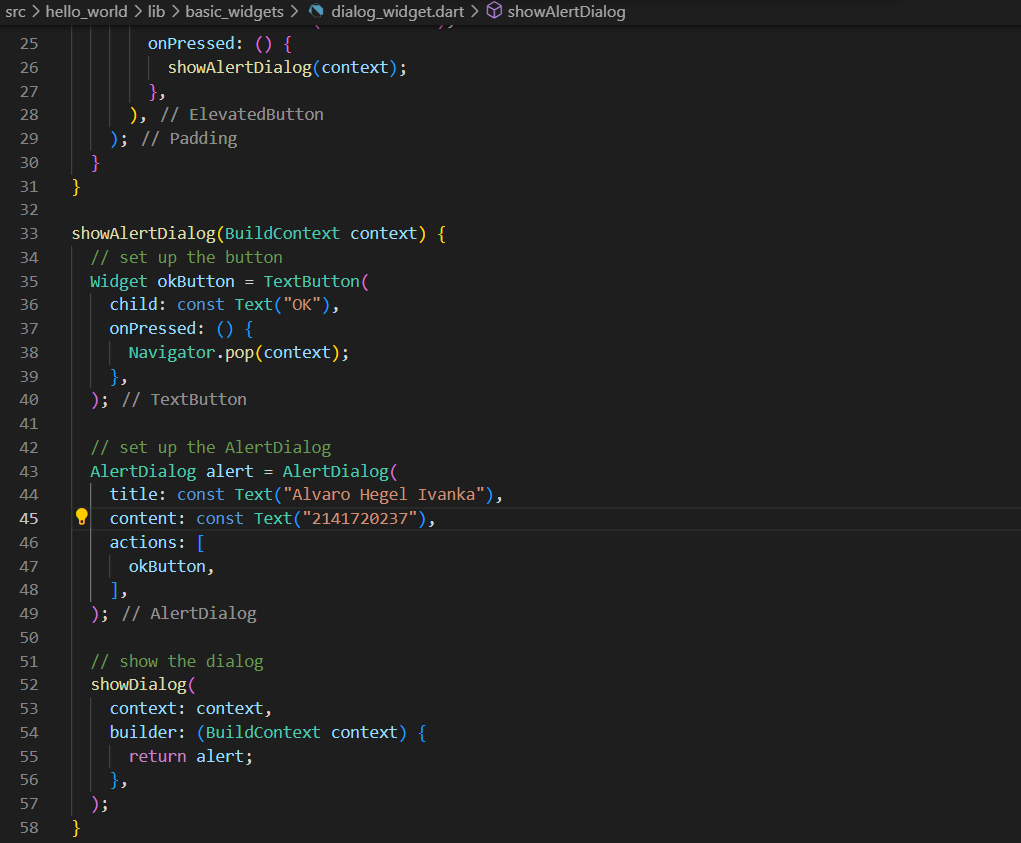 src > hello_world > lib > basic_widgets > dialog_widget.dart > showAlertDialog
25 onPressed: () {
26 showAlertDialog(context);
27 },
28 ), // ElevatedButton
29 ); // Padding
30 }
31 }
32
33 showAlertDialog(BuildContext context) {
34 // set up the button
35 Widget okButton = TextButton(
36 child: const Text("OK"),
37 onPressed: () {
38 Navigator.pop(context);
39 },
40 ); // TextButton
41
42 // set up the AlertDialog
43 AlertDialog alert = AlertDialog(
44 title: const Text("Alvaro Hegel Ivanka"),
45 content: const Text("2141720237"),
46 actions: [
47 okButton,
48 ],
49 ); // AlertDialog
50
51 // show the dialog
52 showDialog(
53 context: context,
54 builder: (BuildContext context) {
55 return alert;
56 },
57 );
58 }